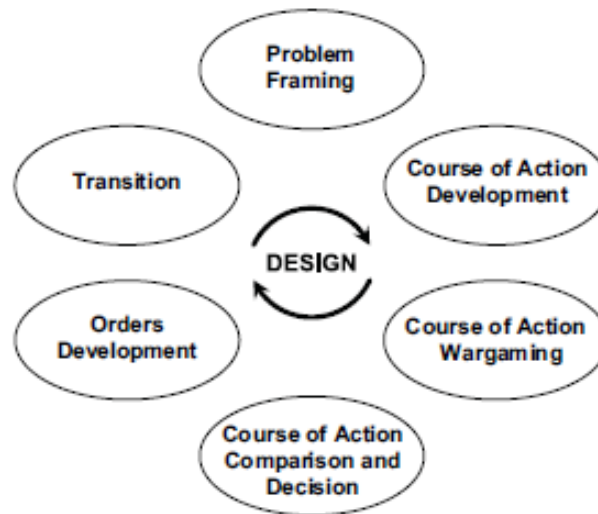 Problem
Framing
Course of Action
Development
Course of Action
Wargaming
Course of Action
Comparison and
Decision
Orders
Development
Transition
DESIGN